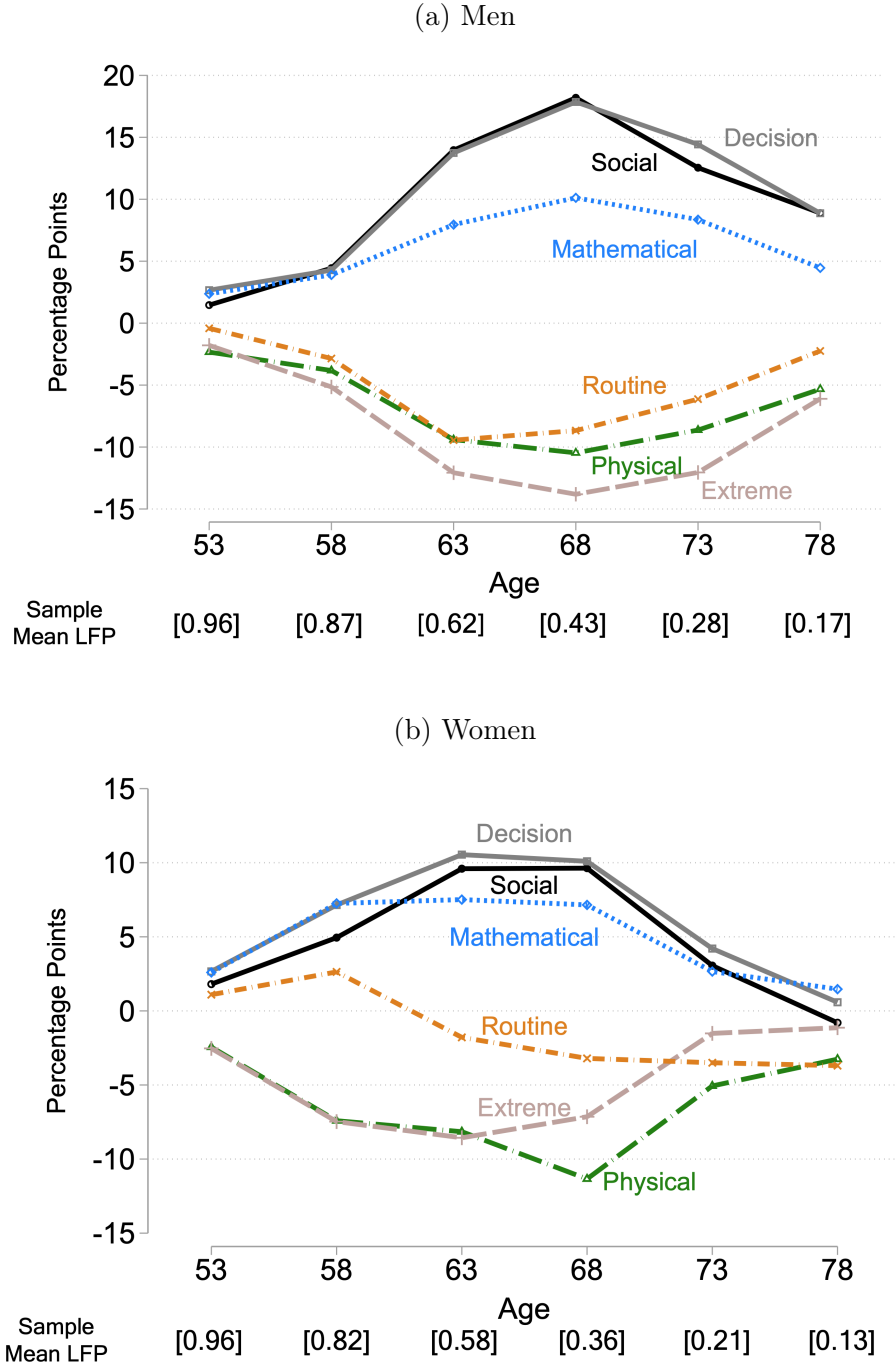 (a) Men
20
15
10
5
0
-5
-10
-15
Percentage Points
Decision
Social
Mathematical
Routine
Physical
Extreme
53 58 63 68 73 78
Age
Sample
Mean LFP
[0.96] [0.87] [0.62] [0.43] [0.28] [0.17]
(b) Women
15
10
5
0
-5
-10
-15
Percentage Points
Decision
Social
Mathematical
Routine
Extreme
Physical
53 58 63 68 73 78
Age
Sample
Mean LFP
[0.96] [0.82] [0.58] [0.36] [0.21] [0.13]